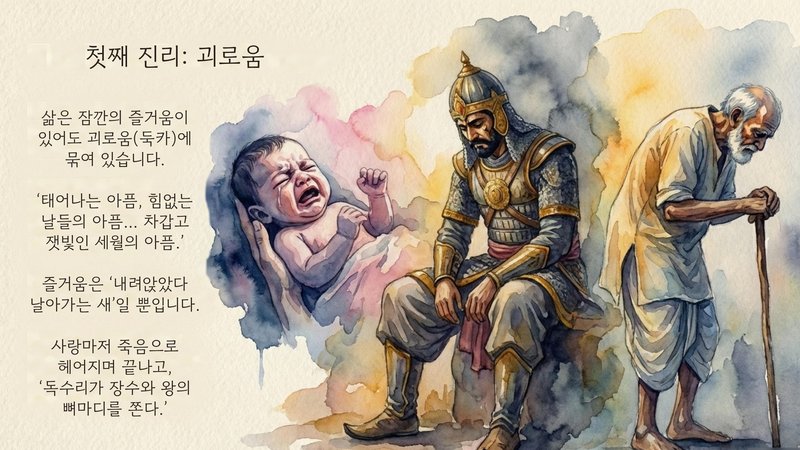 첫째 진리: 괴로움
삶은 잠깐의 즐거움이
있어도 괴로움(둑카)에
묶여 있습니다.
‘태어나는 아픔, 힘없는
날들의 아픔... 차갑고
잿빛인 세월의 아픔.’
즐거움은 ‘내려앉았다
날아가는 새’일 뿐입니다.
사랑마저 죽음으로
헤어지며 끝나고,
‘독수리가 장수와 왕의
뼈마디를 쫀다.’